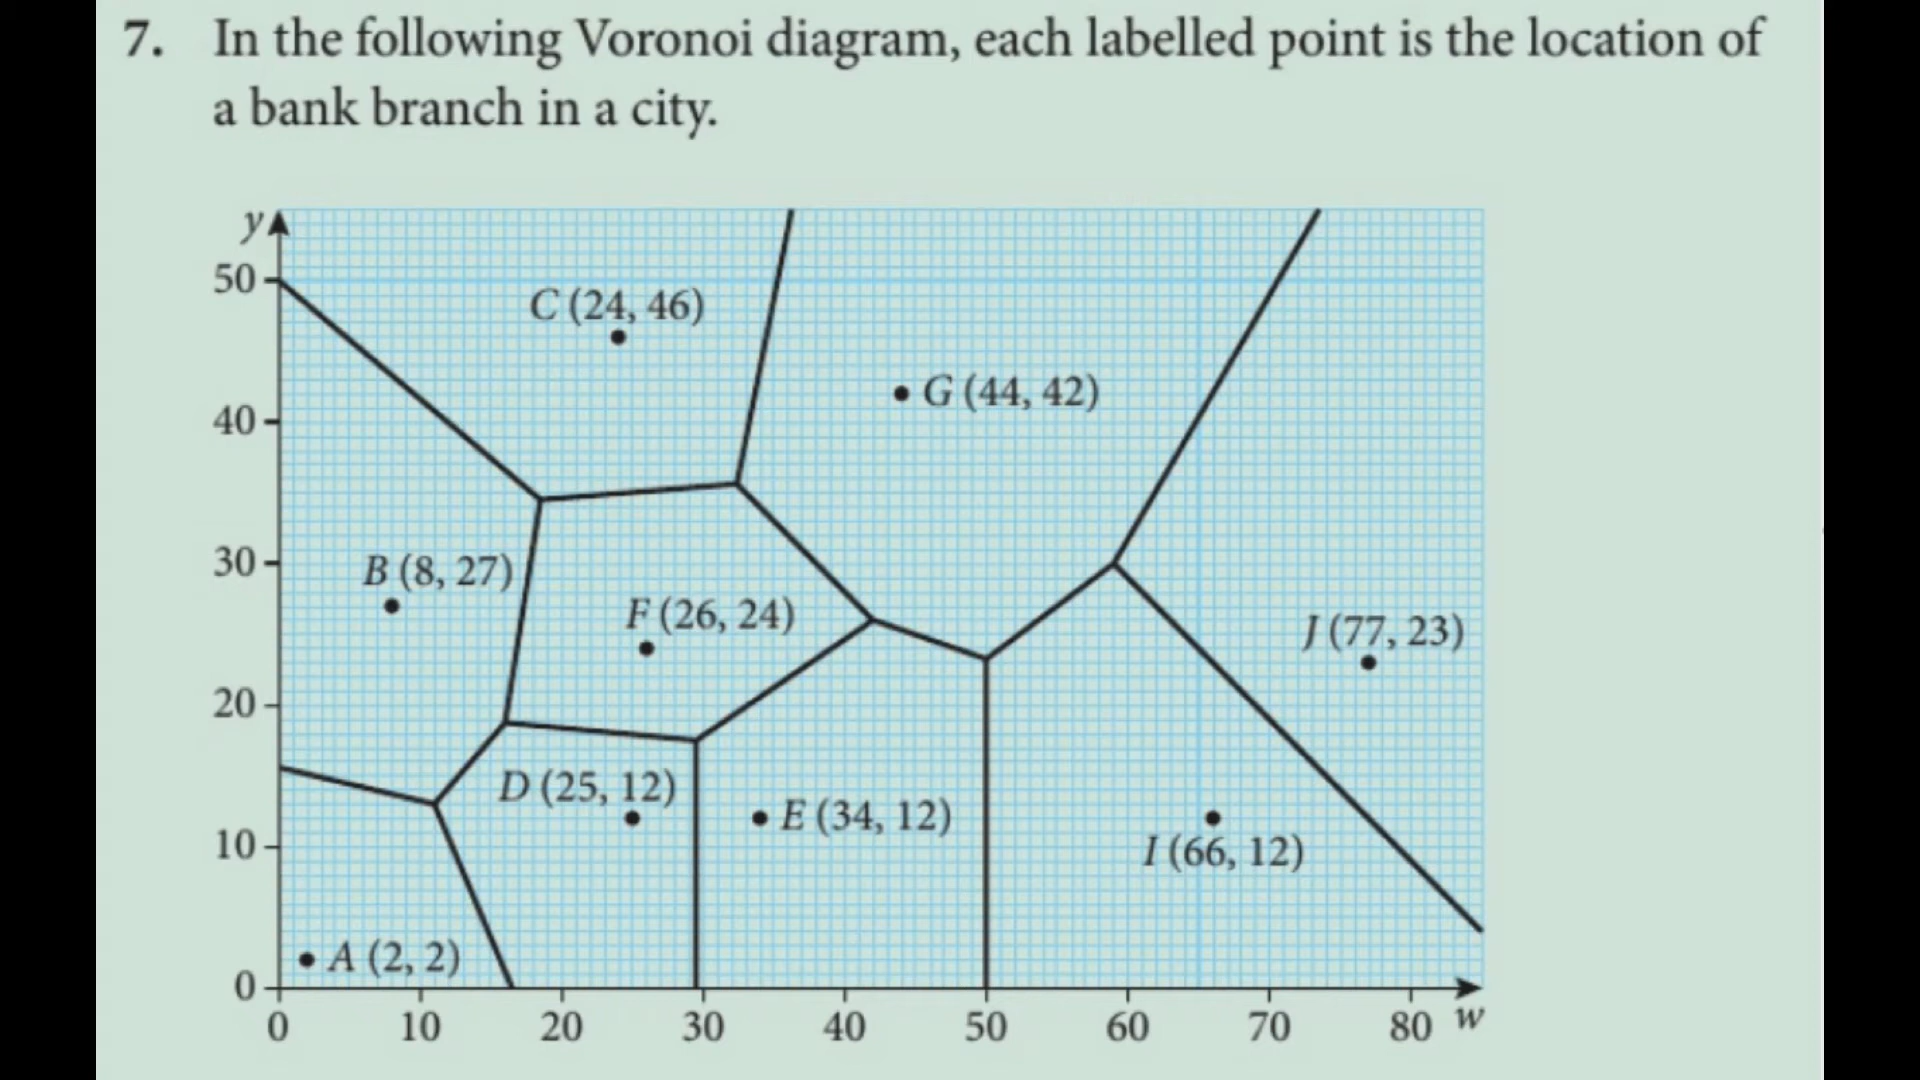 7. In the following Voronoi diagram, each labelled point is the location of
a bank branch in a city.
y
50
C (24, 46)
G (44, 42)
40
B (8, 27)
30
F (26, 24)
J (77, 23)
20
D (25, 12)
E (34, 12)
I (66, 12)
10
A (2, 2)
0
0 10 20 30 40 50 60 70 80 w